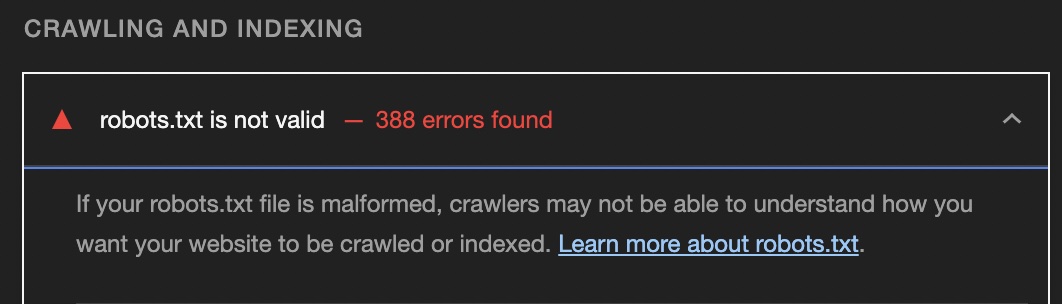 CRAWLING AND INDEXING
robots.txt is not valid — 388 errors found
If your robots.txt file is malformed, crawlers may not be able to understand how you
want your website to be crawled or indexed. Learn more about robots.txt.